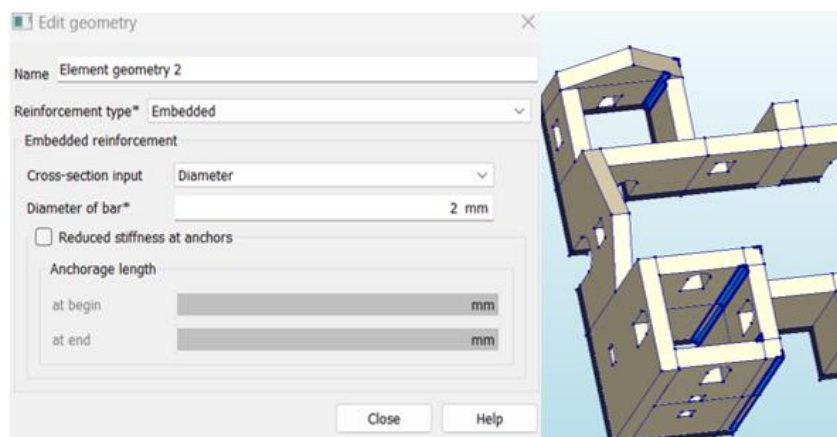 Edit geometry
Name Element geometry 2
Reinforcement type* Embedded
Embedded reinforcement
Cross-section input Diameter
Diameter of bar* 2 mm
Reduced stiffness at anchors
Anchorage length
at begin mm
at end mm
Close Help